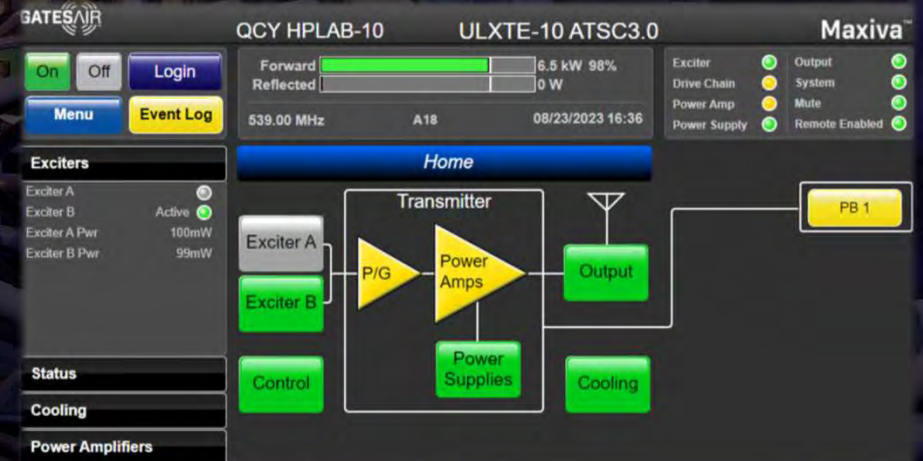 GATESAIR
QCY HPLAB-10
ULXTE-10 ATSC3.0
Maxiva™
On
Off
Login
Menu
Event Log
Forward
6.5 kW 98%
Reflected
0 W
539.00 MHz
A18
08/23/2023 16:36
Exciter
Output
Drive Chain
System
Power Amp
Mute
Power Supply
Remote Enabled
Home
Exciters
Exciter A
Exciter B
Active
Exciter A Pwr
100mW
Exciter B Pwr
99mW
Status
Cooling
Power Amplifiers
Transmitter
Exciter A
Exciter B
P/G
Power
Amps
Output
Power
Supplies
Control
Cooling
PB 1